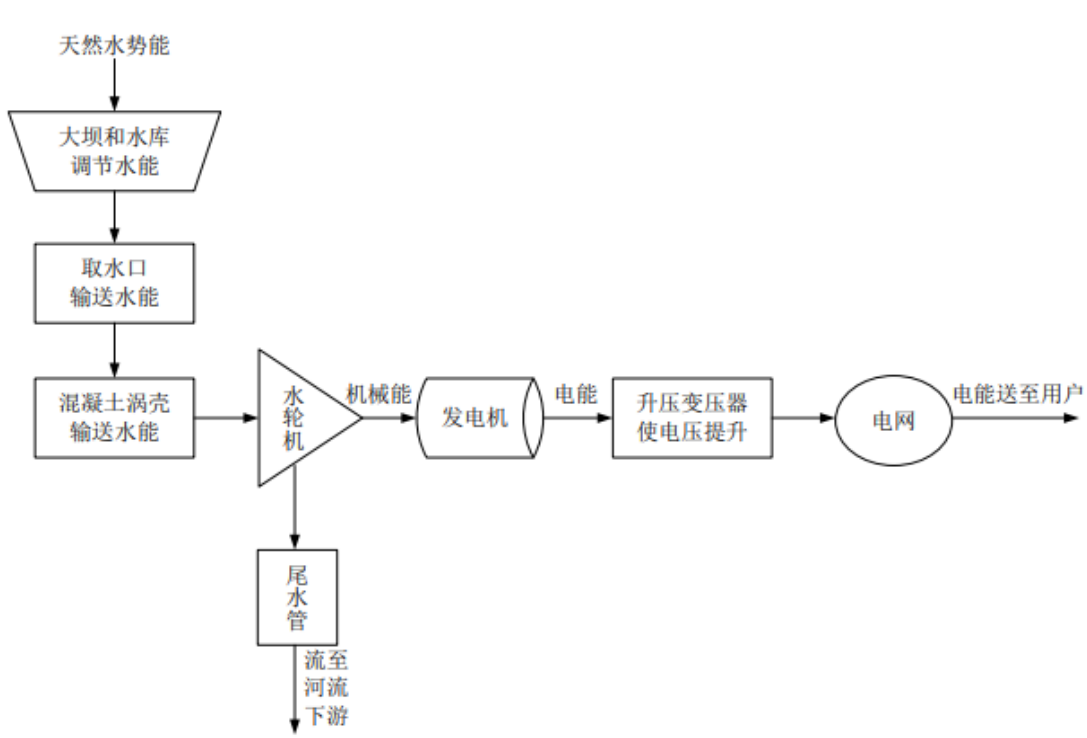 天然水势能
大坝和水库
调节水能
取水口
输送水能
混凝土涡壳
输送水能
水轮机
机械能
发电机
电能
升压变压器
使电压提升
电网
电能送至用户
尾水管
流至
河流
下游